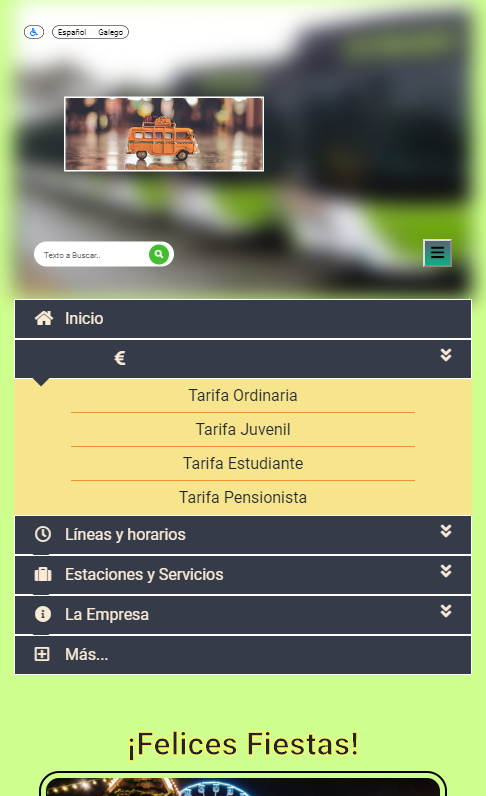 Español Galego
Texto a Buscar..
Inicio
€
Tarifa Ordinaria
Tarifa Juvenil
Tarifa Estudiante
Tarifa Pensionista
Líneas y horarios
Estaciones y Servicios
La Empresa
Más...
¡Felices Fiestas!